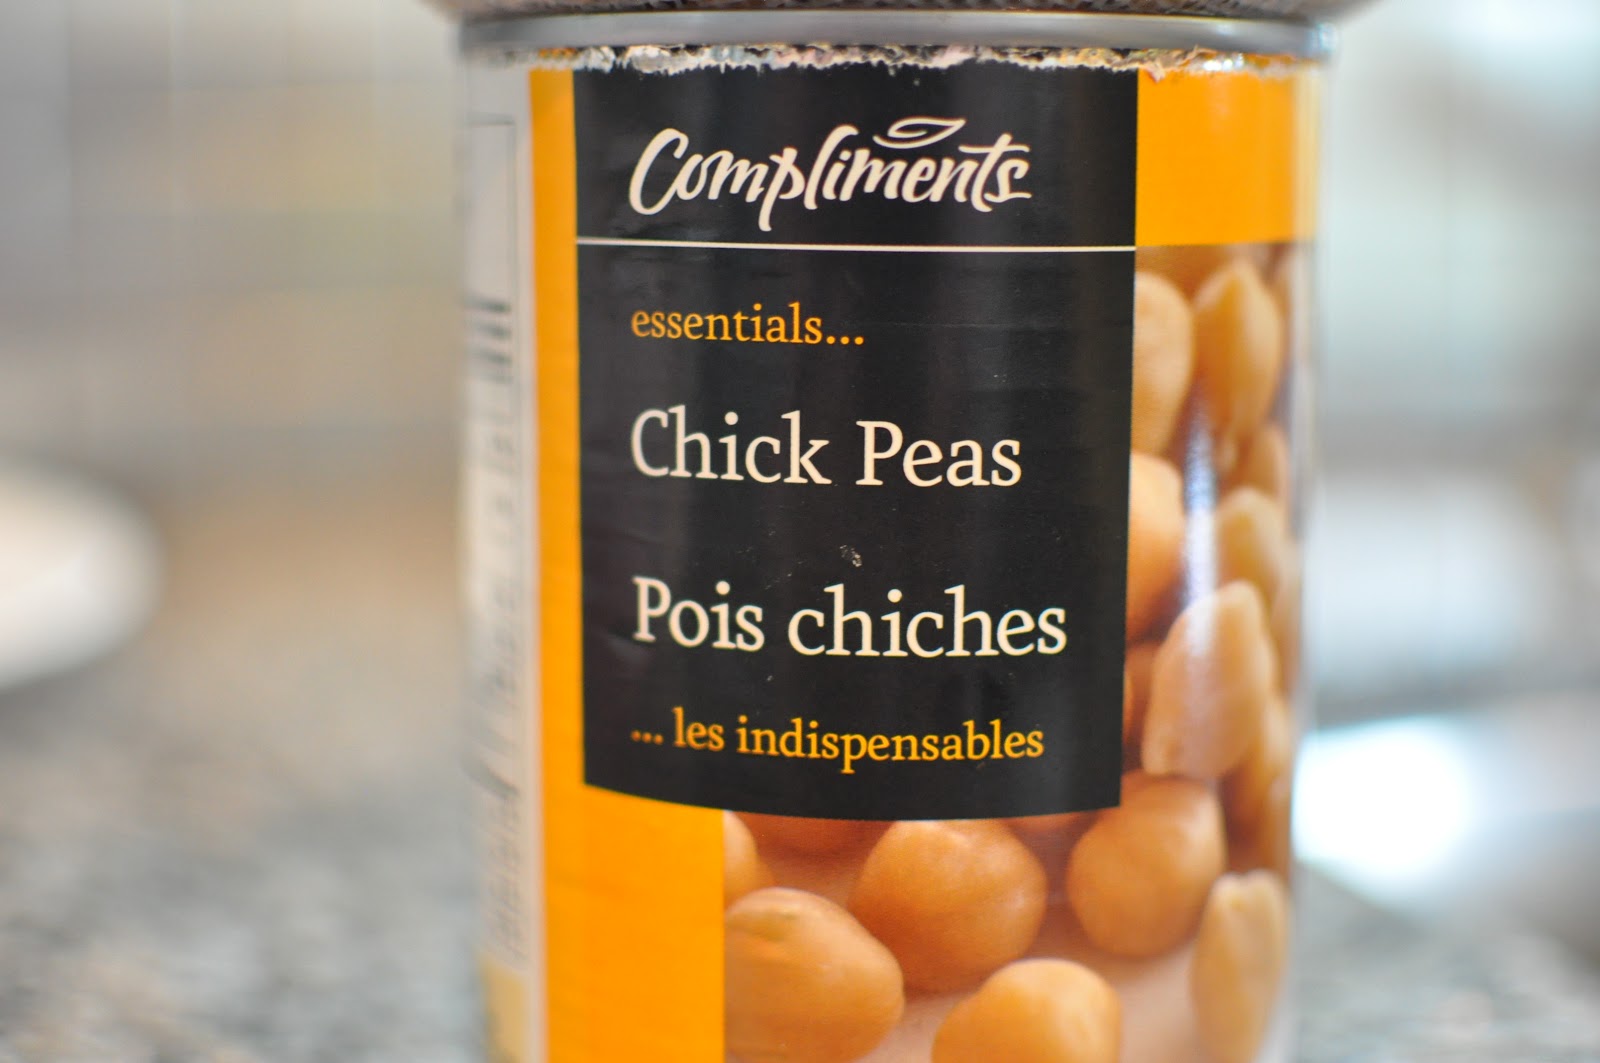 Compliments
essentials...
Chick Peas
Pois chiches
... les indispensables